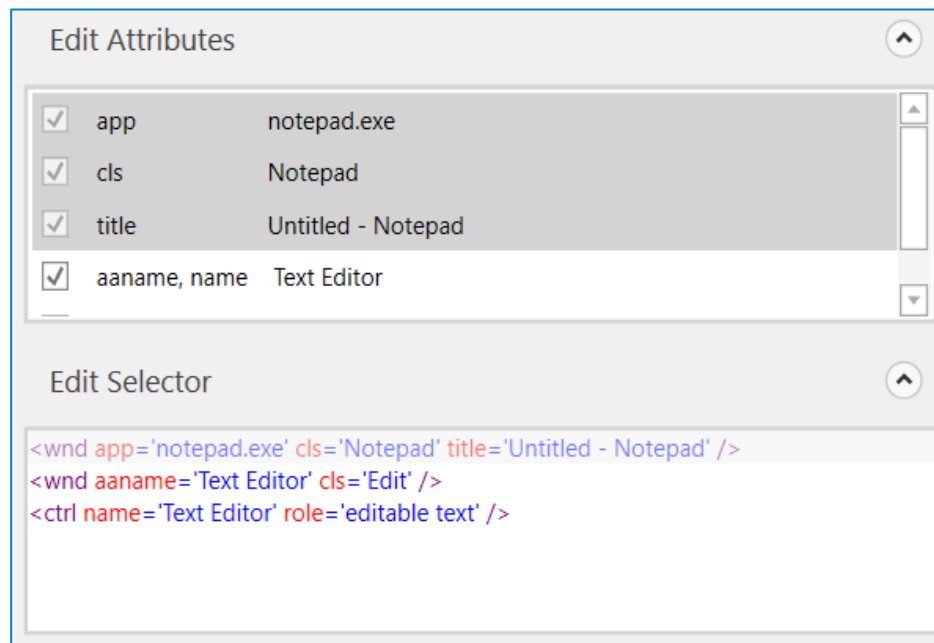 Edit Attributes
app notepad.exe
cls Notepad
title Untitled - Notepad
aaname, name Text Editor
Edit Selector
<wnd app='notepad.exe' cls='Notepad' title='Untitled - Notepad' />
<wnd aaname='Text Editor' cls='Edit' />
<ctrl name='Text Editor' role='editable text' />